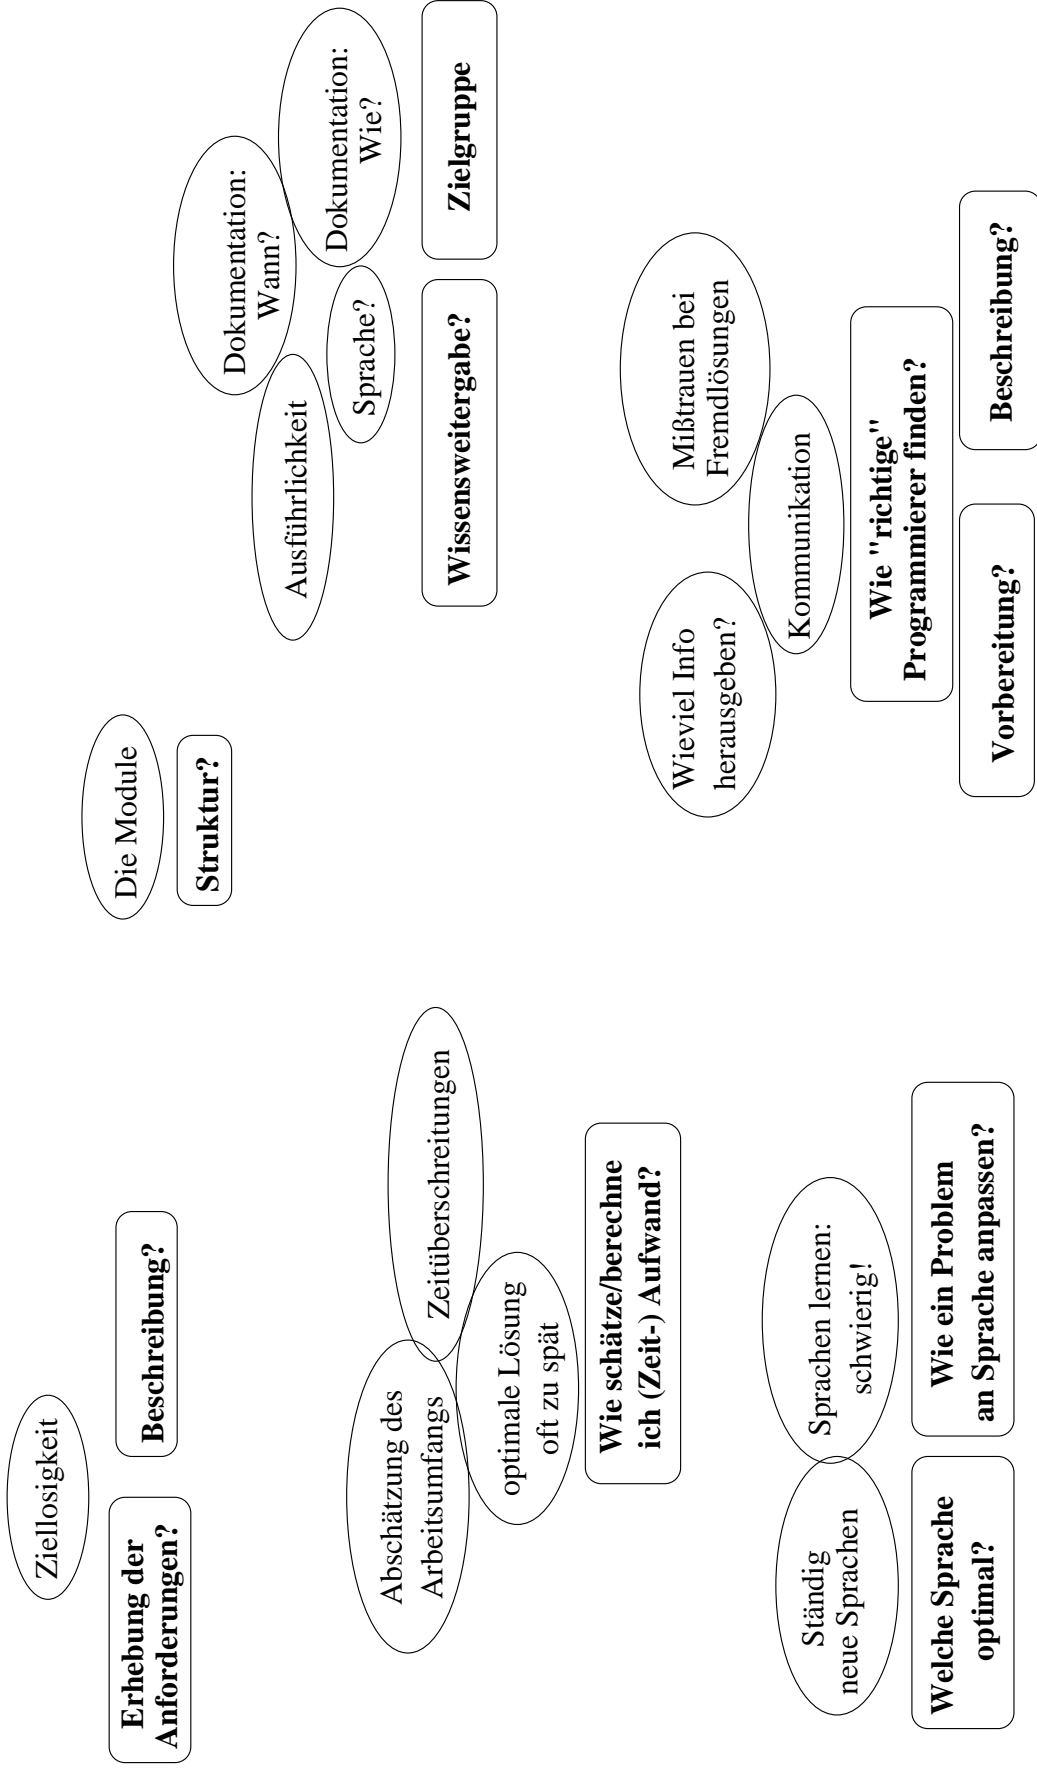 Ziellosigkeit
Erhebung der
Anforderungen?
Beschreibung?
Die Module
Struktur?
Abschätzung des
Arbeitsumfangs
Zeitüberschreitungen
optimale Lösung
oft zu spät
Wie schätze/berechne
ich (Zeit-) Aufwand?
Dokumentation:
Wann?
Dokumentation:
Wie?
Ausführlichkeit
Sprache?
Wissensweitergabe?
Zielgruppe
Ständig
neue Sprachen
Sprachen lernen:
schwierig!
Welche Sprache
optimal?
Wie ein Problem
an Sprache anpassen?
Wieviel Info
herausgeben?
Mißtrauen bei
Fremdlösungen
Kommunikation
Wie "richtige"
Programmierer finden?
Vorbereitung?
Beschreibung?